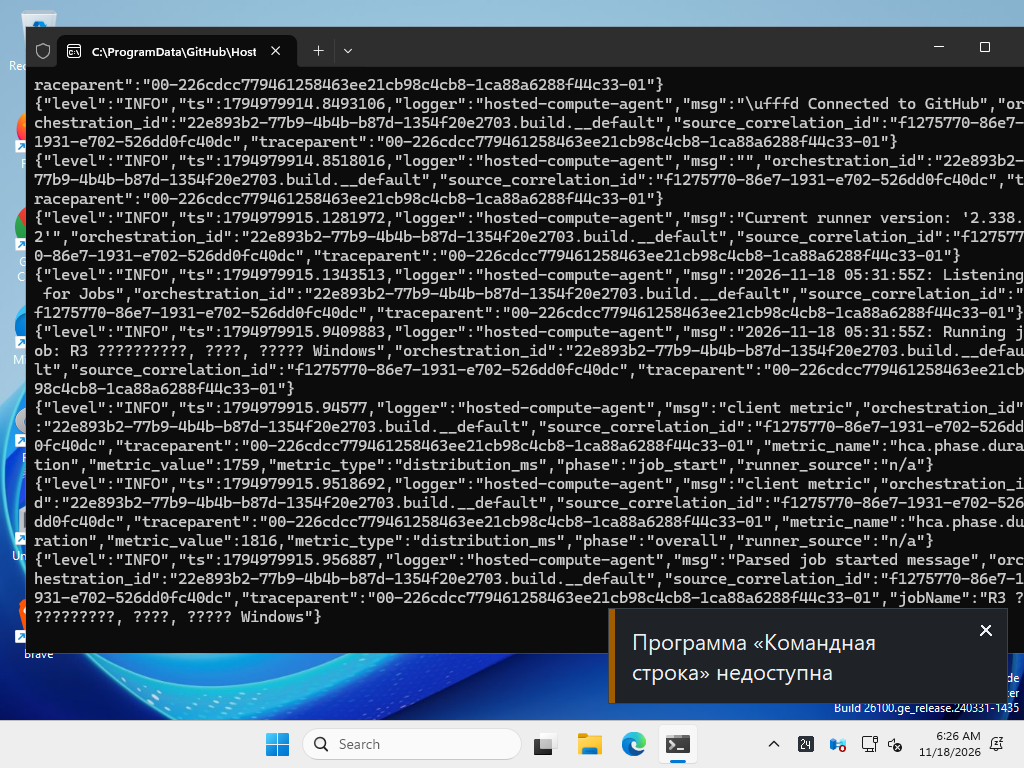 C:\ProgramData\GitHub\Host
raceparent":"00-226cdcc779461258463ee21cb98c4cb8-1ca88a6288f44c33-01"}
{"level":"INFO","ts":1794979914.8493106,"logger":"hosted-compute-agent","msg":"\ufffd Connected to GitHub","or
chestration_id":"22e893b2-77b9-4b4b-b87d-1354f20e2703.build.__default","source_correlation_id":"f1275770-86e7-
1931-e702-526dd0fc40dc","traceparent":"00-226cdcc779461258463ee21cb98c4cb8-1ca88a6288f44c33-01"}
{"level":"INFO","ts":1794979914.8518016,"logger":"hosted-compute-agent","msg":"","orchestration_id":"22e893b2-
77b9-4b4b-b87d-1354f20e2703.build.__default","source_correlation_id":"f1275770-86e7-1931-e702-526dd0fc40dc","t
raceparent":"00-226cdcc779461258463ee21cb98c4cb8-1ca88a6288f44c33-01"}
{"level":"INFO","ts":1794979915.1281972,"logger":"hosted-compute-agent","msg":"Current runner version: '2.338.
2'","orchestration_id":"22e893b2-77b9-4b4b-b87d-1354f20e2703.build.__default","source_correlation_id":"f127577
0-86e7-1931-e702-526dd0fc40dc","traceparent":"00-226cdcc779461258463ee21cb98c4cb8-1ca88a6288f44c33-01"}
{"level":"INFO","ts":1794979915.1343513,"logger":"hosted-compute-agent","msg":"2026-11-18 05:31:55Z: Listening
for Jobs","orchestration_id":"22e893b2-77b9-4b4b-b87d-1354f20e2703.build.__default","source_correlation_id":"
f1275770-86e7-1931-e702-526dd0fc40dc","traceparent":"00-226cdcc779461258463ee21cb98c4cb8-1ca88a6288f44c33-01"}
{"level":"INFO","ts":1794979915.9409883,"logger":"hosted-compute-agent","msg":"2026-11-18 05:31:55Z: Running j
ob: R3 ??????????, ????, ????? Windows","orchestration_id":"22e893b2-77b9-4b4b-b87d-1354f20e2703.build.__defau
lt","source_correlation_id":"f1275770-86e7-1931-e702-526dd0fc40dc","traceparent":"00-226cdcc779461258463ee21cb
98c4cb8-1ca88a6288f44c33-01"}
{"level":"INFO","ts":1794979915.94577,"logger":"hosted-compute-agent","msg":"client metric","orchestration_id"
:"22e893b2-77b9-4b4b-b87d-1354f20e2703.build.__default","source_correlation_id":"f1275770-86e7-1931-e702-526dd
0fc40dc","traceparent":"00-226cdcc779461258463ee21cb98c4cb8-1ca88a6288f44c33-01","metric_name":"hca.phase.dura
tion","metric_value":1759,"metric_type":"distribution_ms","phase":"job_start","runner_source":"n/a"}
{"level":"INFO","ts":1794979915.9518692,"logger":"hosted-compute-agent","msg":"client metric","orchestration_i
d":"22e893b2-77b9-4b4b-b87d-1354f20e2703.build.__default","source_correlation_id":"f1275770-86e7-1931-e702-526
dd0fc40dc","traceparent":"00-226cdcc779461258463ee21cb98c4cb8-1ca88a6288f44c33-01","metric_name":"hca.phase.du
ration","metric_value":1816,"metric_type":"distribution_ms","phase":"overall","runner_source":"n/a"}
{"level":"INFO","ts":1794979915.956887,"logger":"hosted-compute-agent","msg":"Parsed job started message","orc
hestration_id":"22e893b2-77b9-4b4b-b87d-1354f20e2703.build.__default","source_correlation_id":"f1275770-86e7-1
931-e702-526dd0fc40dc","traceparent":"00-226cdcc779461258463ee21cb98c4cb8-1ca88a6288f44c33-01","jobName":"R3 ?
?????????, ????, ????? Windows"}
Brave
Программа «Командная
строка» недоступна
Build 26100.ge_release.240331-1435
Search
24
6:26 AM
11/18/2026